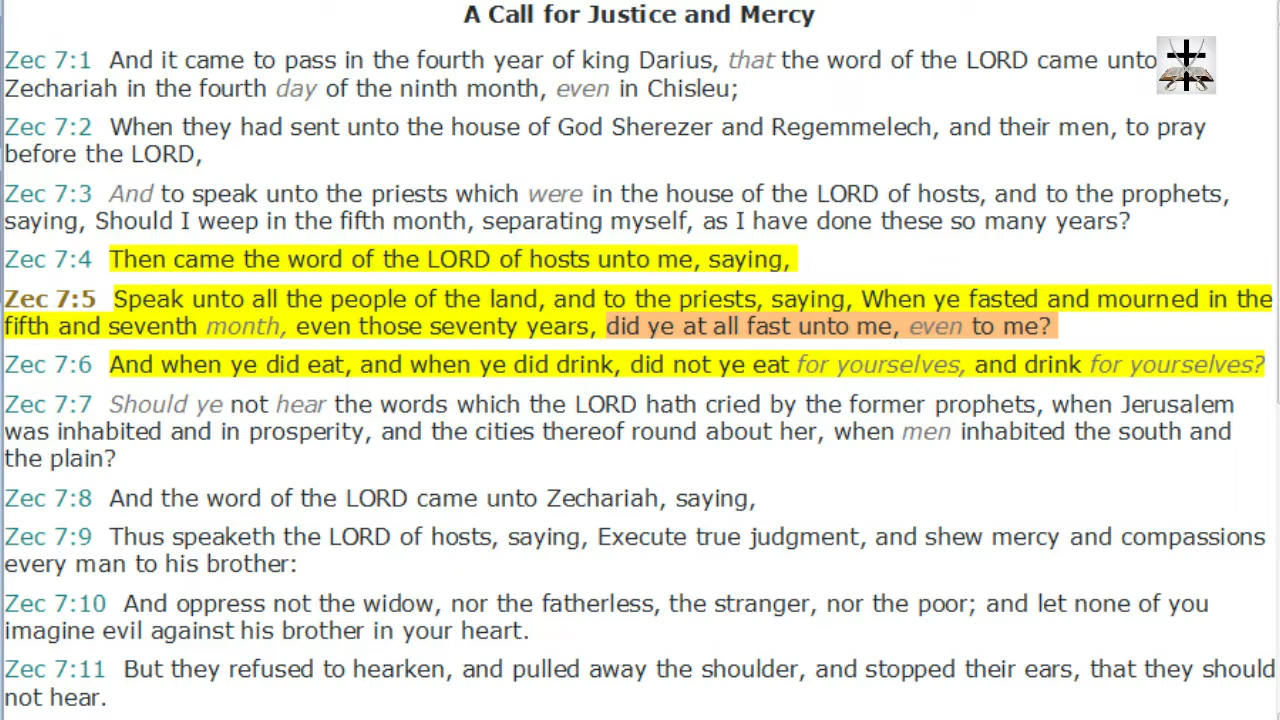 A Call for Justice and Mercy
Zec 7:1 And it came to pass in the fourth year of king Darius, that the word of the LORD came unto
Zechariah in the fourth day of the ninth month, even in Chisleu;
Zec 7:2 When they had sent unto the house of God Sherezer and Regemmelech, and their men, to pray
before the LORD,
Zec 7:3 And to speak unto the priests which were in the house of the LORD of hosts, and to the prophets,
saying, Should I weep in the fifth month, separating myself, as I have done these so many years?
Zec 7:4 Then came the word of the LORD of hosts unto me, saying,
Zec 7:5 Speak unto all the people of the land, and to the priests, saying, When ye fasted and mourned in the
fifth and seventh month, even those seventy years, did ye at all fast unto me, even to me?
Zec 7:6 And when ye did eat, and when ye did drink, did not ye eat for yourselves, and drink for yourselves?
Zec 7:7 Should ye not hear the words which the LORD hath cried by the former prophets, when Jerusalem
was inhabited and in prosperity, and the cities thereof round about her, when men inhabited the south and
the plain?
Zec 7:8 And the word of the LORD came unto Zechariah, saying,
Zec 7:9 Thus speaketh the LORD of hosts, saying, Execute true judgment, and shew mercy and compassions
every man to his brother:
Zec 7:10 And oppress not the widow, nor the fatherless, the stranger, nor the poor; and let none of you
imagine evil against his brother in your heart.
Zec 7:11 But they refused to hearken, and pulled away the shoulder, and stopped their ears, that they should
not hear.